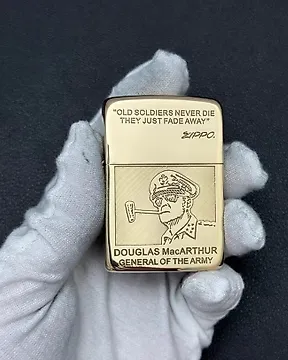 "OLD SOLDIERS NEVER DIE
THEY JUST FADE AWAY"
ZIPPO.
DOUGLAS MacARTHUR
GENERAL OF THE ARMY